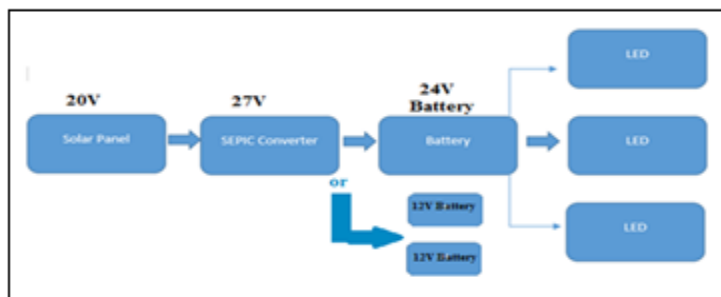 LED
20V
27V
24V
Battery
Solar Panel
SEPIC Converter
Battery
LED
or
12V Battery
12V Battery
LED